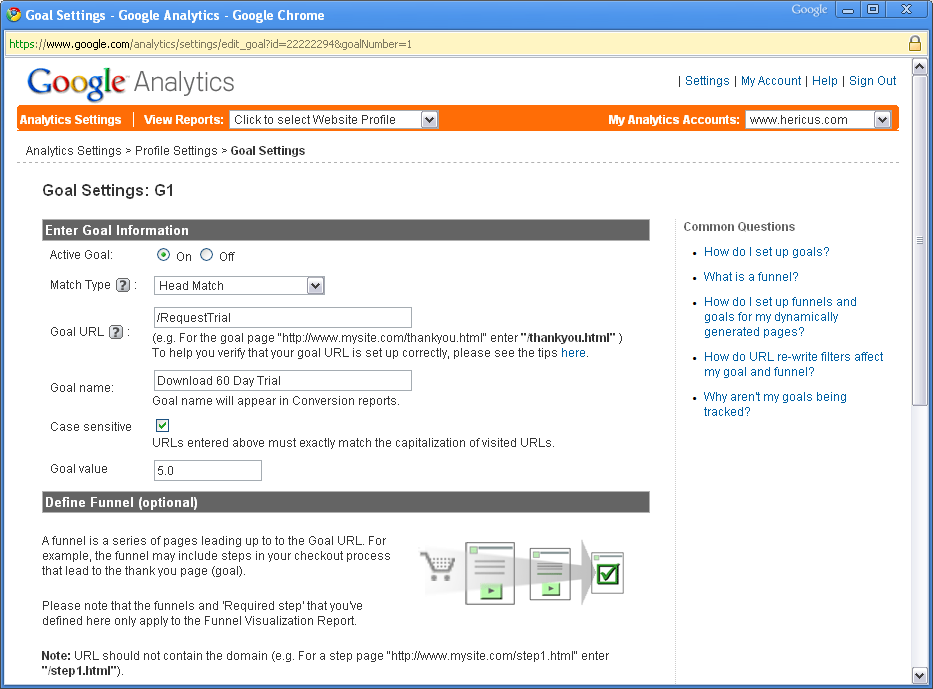 Goal Settings - Google Analytics - Google Chrome
Google
https://www.google.com/analytics/settings/edit_goal?id=22222294&goalNumber=1
Google Analytics
| Settings | My Account | Help | Sign Out
Analytics Settings | View Reports: Click to select Website Profile
My Analytics Accounts: www.hericus.com
Analytics Settings > Profile Settings > Goal Settings
Goal Settings: G1
Enter Goal Information
Active Goal: On Off
Match Type ? : Head Match
Goal URL ? : /RequestTrial
(e.g. For the goal page "http://www.mysite.com/thankyou.html" enter "/thankyou.html" )
To help you verify that your goal URL is set up correctly, please see the tips here.
Goal name: Download 60 Day Trial
Goal name will appear in Conversion reports.
Case sensitive
URLs entered above must exactly match the capitalization of visited URLs.
Goal value 5.0
Define Funnel (optional)
A funnel is a series of pages leading up to to the Goal URL. For
example, the funnel may include steps in your checkout process
that lead to the thank you page (goal).
Please note that the funnels and 'Required step' that you've
defined here only apply to the Funnel Visualization Report.
Note: URL should not contain the domain (e.g. For a step page "http://www.mysite.com/step1.html" enter
"/step1.html").
Common Questions
How do I set up goals?
What is a funnel?
How do I set up funnels and
goals for my dynamically
generated pages?
How do URL re-write filters affect
my goal and funnel?
Why aren't my goals being
tracked?